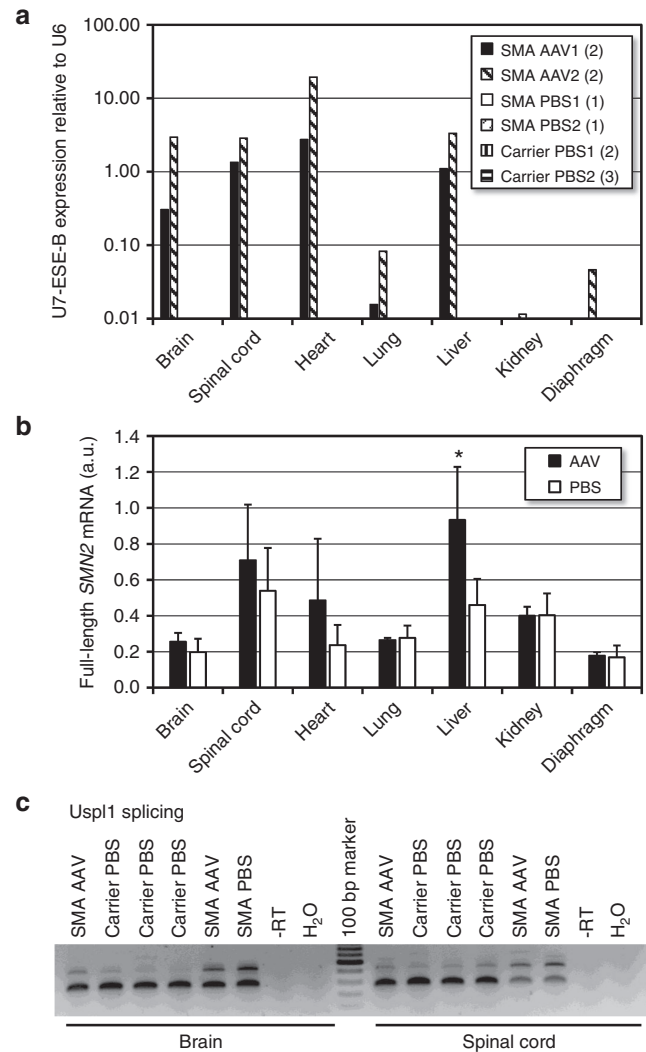 a
U7-ESE-B expression relative to U6
100.00
10.00
1.00
0.10
0.01
SMA AAV1 (2)
SMA AAV2 (2)
SMA PBS1 (1)
SMA PBS2 (1)
Carrier PBS1 (2)
Carrier PBS2 (3)
Brain
Spinal cord
Heart
Lung
Liver
Kidney
Diaphragm
b
Full-length SMN2 mRNA (a.u.)
1.4
1.2
1.0
0.8
0.6
0.4
0.2
0.0
*
AAV
PBS
Brain
Spinal cord
Heart
Lung
Liver
Kidney
Diaphragm
c
Uspl1 splicing
SMA AAV
Carrier PBS
Carrier PBS
Carrier PBS
SMA AAV
SMA PBS
-RT
H2O
100 bp marker
SMA AAV
Carrier PBS
Carrier PBS
Carrier PBS
SMA AAV
SMA PBS
-RT
H2O
Brain
Spinal cord